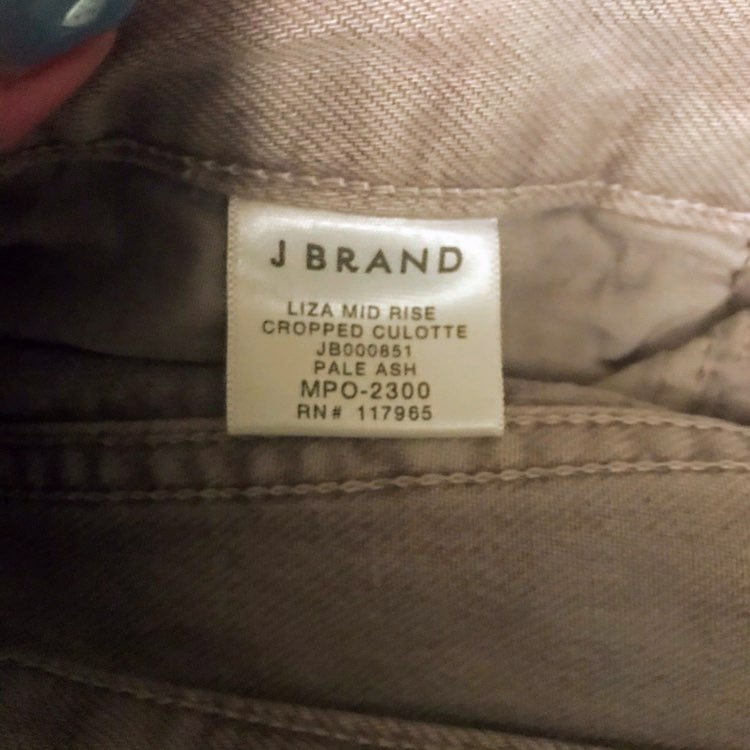 J BRAND
LIZA MID RISE
CROPPED CULOTTE
JB000851
PALE ASH
MPO-2300
RN# 117965